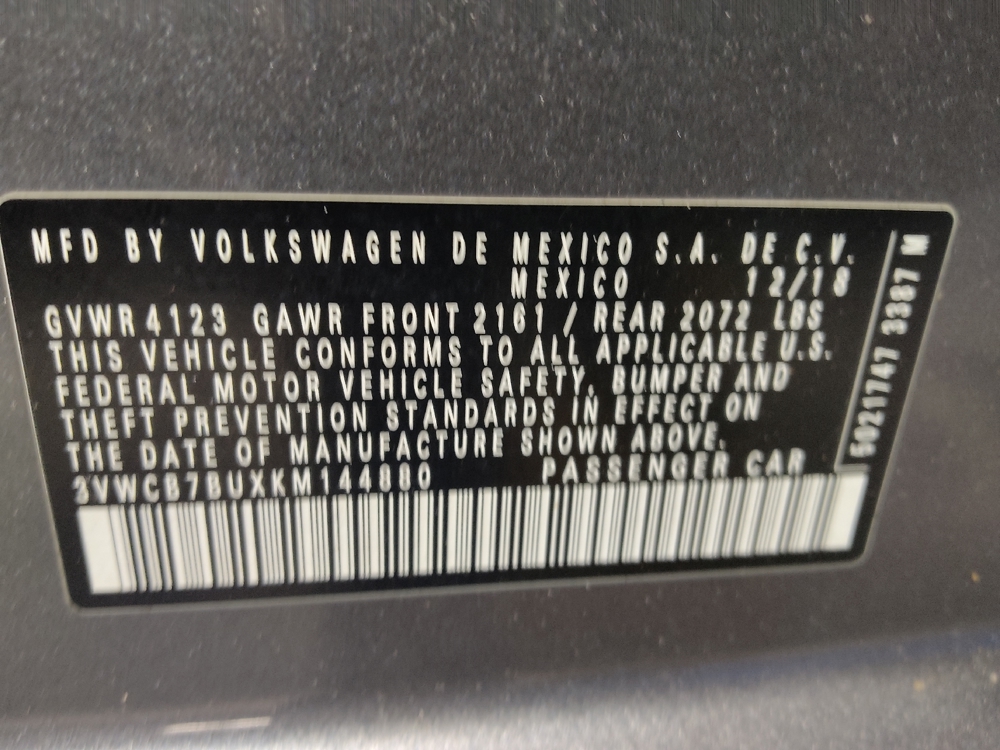 MFD BY VOLKSWAGEN DE MEXICO S.A. DE C.V.
MEXICO 12/18
GVWR 4123 GAWR FRONT 2161 / REAR 2072 LBS
THIS VEHICLE CONFORMS TO ALL APPLICABLE U.S.
FEDERAL MOTOR VEHICLE SAFETY, BUMPER AND
THEFT PREVENTION STANDARDS IN EFFECT ON
THE DATE OF MANUFACTURE SHOWN ABOVE.
3VWCB7BUXKM144880 PASSENGER CAR
5021747 3387 M